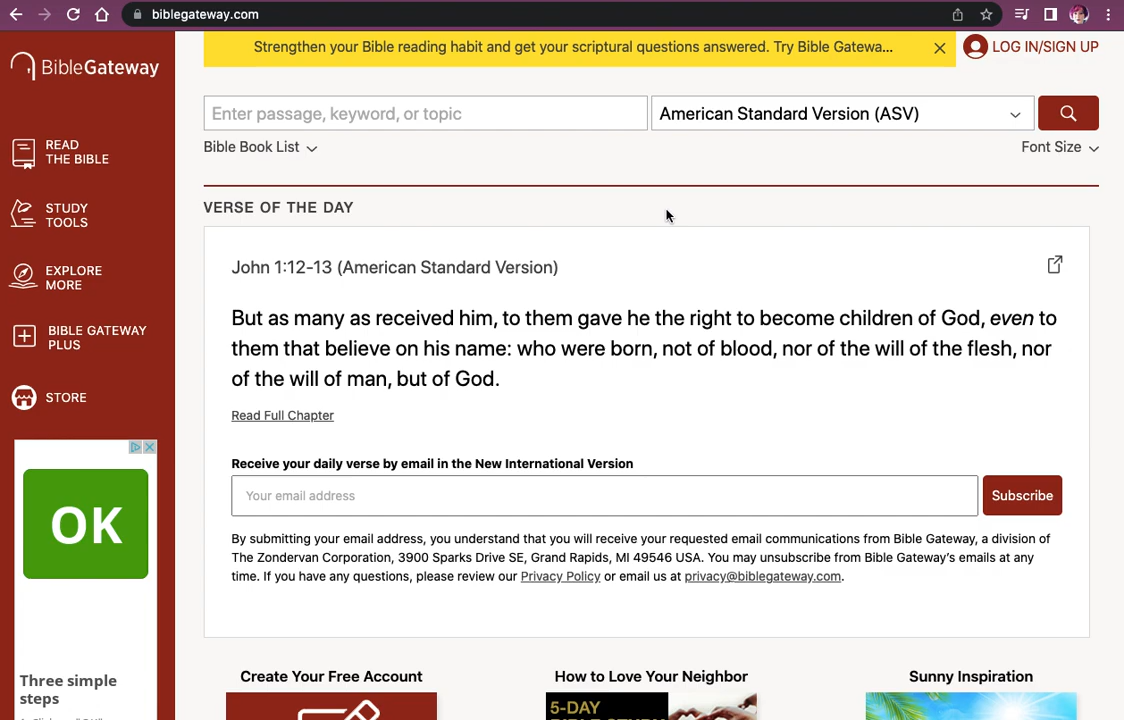 biblegateway.com
Strengthen your Bible reading habit and get your scriptural questions answered. Try Bible Gatewa...
LOG IN/SIGN UP
BibleGateway
Enter passage, keyword, or topic
American Standard Version (ASV)
Bible Book List
Font Size
READ
THE BIBLE
STUDY
TOOLS
EXPLORE
MORE
BIBLE GATEWAY
PLUS
STORE
VERSE OF THE DAY
John 1:12-13 (American Standard Version)
But as many as received him, to them gave he the right to become children of God, even to
them that believe on his name: who were born, not of blood, nor of the will of the flesh, nor
of the will of man, but of God.
Read Full Chapter
Receive your daily verse by email in the New International Version
Your email address
Subscribe
By submitting your email address, you understand that you will receive your requested email communications from Bible Gateway, a division of
The Zondervan Corporation, 3900 Sparks Drive SE, Grand Rapids, MI 49546 USA. You may unsubscribe from Bible Gateway's emails at any
time. If you have any questions, please review our Privacy Policy or email us at privacy@biblegateway.com.
OK
Three simple
steps
Create Your Free Account
How to Love Your Neighbor
5-DAY
Sunny Inspiration